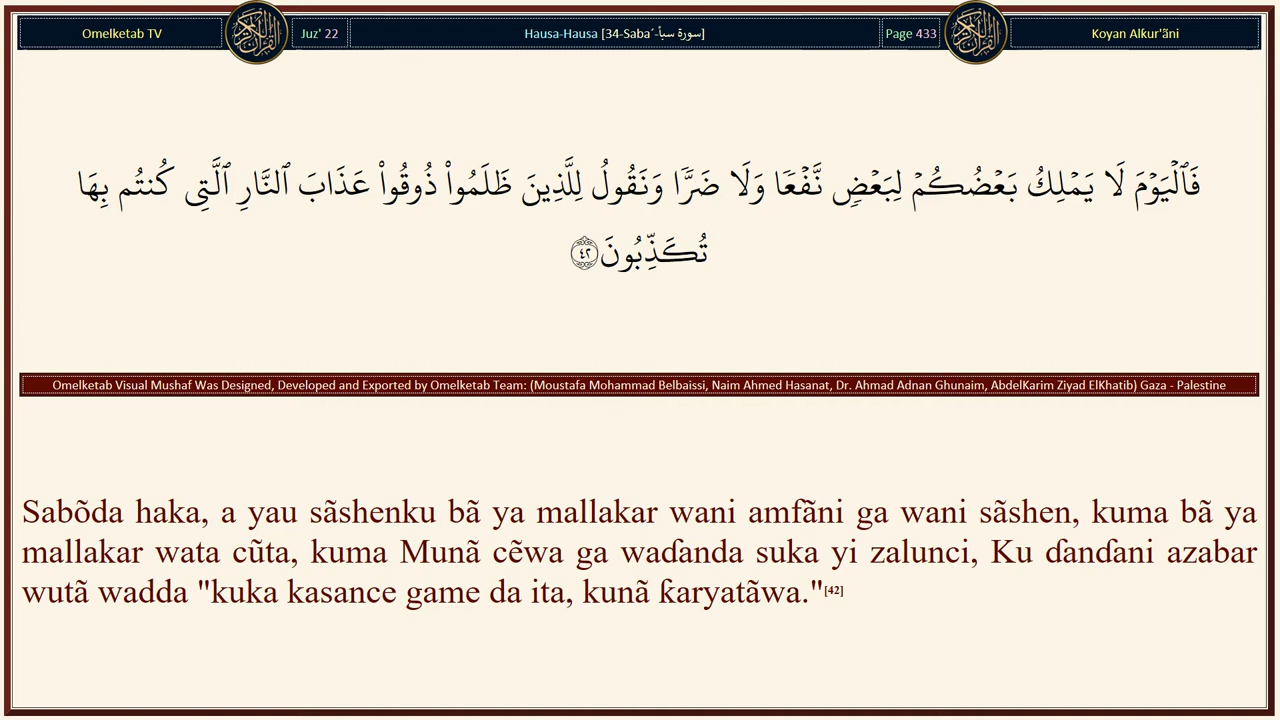 Omelketab TV
Juz' 22
Hausa-Hausa [34-Saba´-سورة سبأ]
Page 433
Koyan Alƙur'ãni
فَٱلۡيَوۡمَ لَا يَمۡلِكُ بَعۡضُكُمۡ لِبَعۡضٖ نَّفۡعٗا وَلَا ضَرّٗا وَنَقُولُ لِلَّذِينَ ظَلَمُواْ ذُوقُواْ عَذَابَ ٱلنَّارِ ٱلَّتِي كُنتُم بِهَا
تُكَذِّبُونَ ٤٢
Omelketab Visual Mushaf Was Designed, Developed and Exported by Omelketab Team: (Moustafa Mohammad Belbaissi, Naim Ahmed Hasanat, Dr. Ahmad Adnan Ghunaim, AbdelKarim Ziyad ElKhatib) Gaza - Palestine
Sabõda haka, a yau sãshenku bã ya mallakar wani amfãni ga wani sãshen, kuma bã ya
mallakar wata cũta, kuma Munã cẽwa ga waɗanda suka yi zalunci, Ku ɗanɗani azabar
wutã wadda "kuka kasance game da ita, kunã ƙaryatãwa."[42]